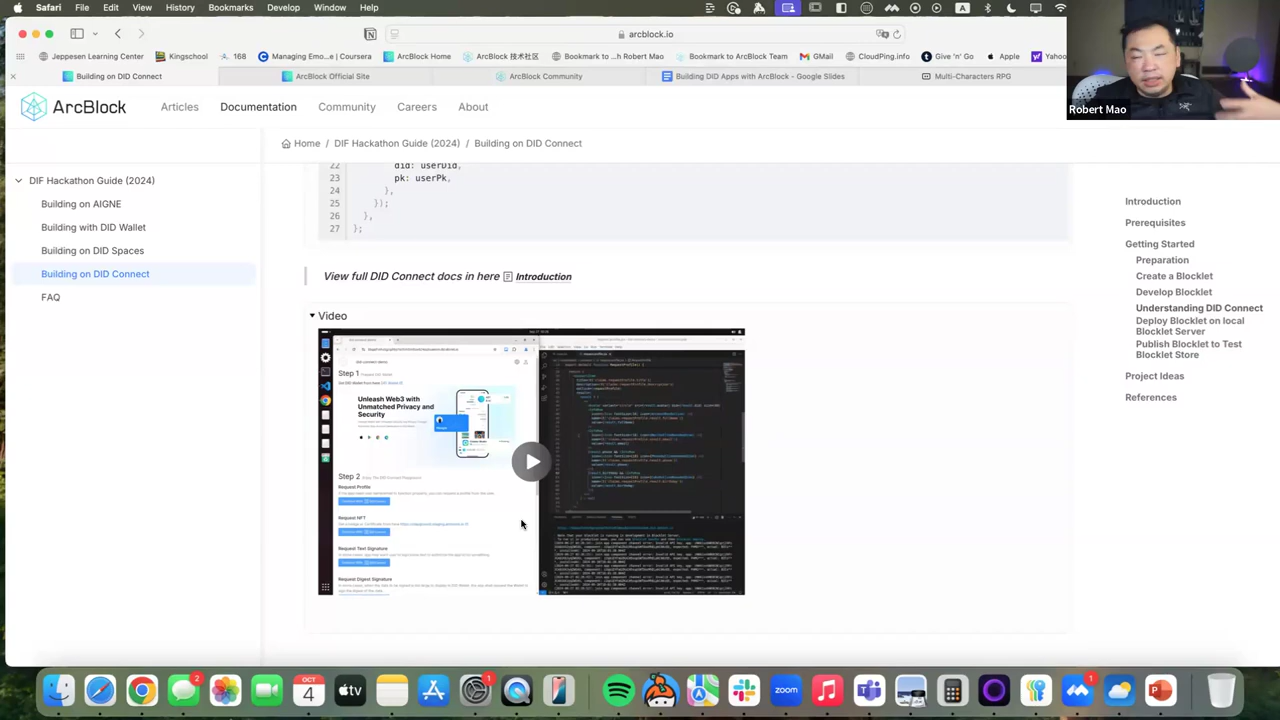 Safari File Edit View History Bookmarks Develop Window Help
arcblock.io
Jeppesen Learning Center Kingschool 168 Managing Emo...e | Coursera ArcBlock Home ArcBlock 技术社区 Bookmark to ...h Robert Mao Bookmark to ArcBlock Team GMail CloudPing.info Give 'n' Go Apple Yahoo
Building on DID Connect ArcBlock Official Site ArcBlock Community Building DID Apps with ArcBlock - Google Slides Multi-Characters RPG
Robert Mao
ArcBlock Articles Documentation Community Careers About
Home / DIF Hackathon Guide (2024) / Building on DID Connect
DIF Hackathon Guide (2024)
Building on AIGNE
Building with DID Wallet
Building on DID Spaces
Building on DID Connect
FAQ
22 did: userDid,
23 pk: userPk,
24 },
25 });
26 },
27 };
View full DID Connect docs in here Introduction
Video
Step 1
Unleash Web3 with
Unmatched Privacy and
Security
Step 2
Request Profile
Request NFT
Request Text Signature
Request Digest Signature
Introduction
Prerequisites
Getting Started
Preparation
Create a Blocklet
Develop Blocklet
Understanding DID Connect
Deploy Blocklet on local
Blocklet Server
Publish Blocklet to Test
Blocklet Store
Project Ideas
References
2
OCT
4
tv
1
zoom
1